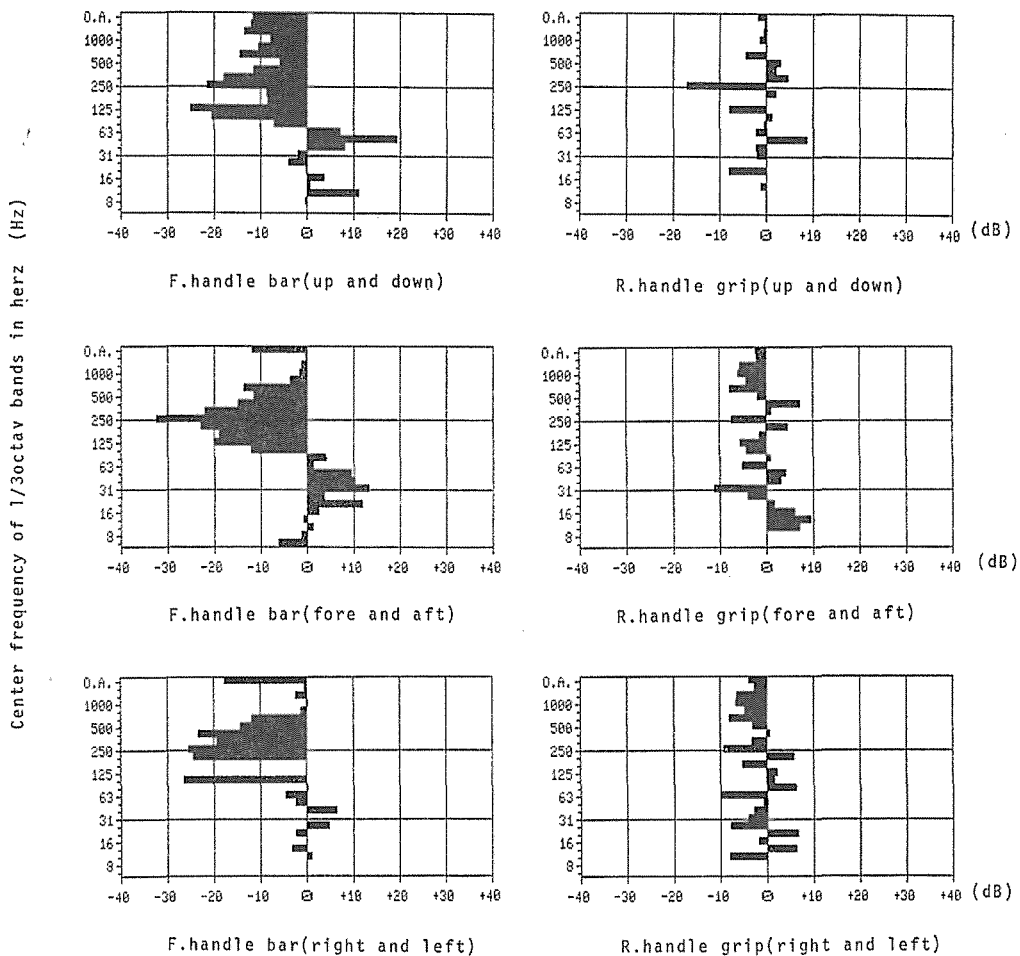 Center frequency of 1/3octav bands in herz (Hz)
O.A.
1000
500
250
125
63
31
16
8
-40 -30 -20 -10 0 +10 +20 +30 +40
F.handle bar(up and down)
O.A.
1000
500
250
125
63
31
16
8
-40 -30 -20 -10 0 +10 +20 +30 +40 (dB)
R.handle grip(up and down)
O.A.
1000
500
250
125
63
31
16
8
-40 -30 -20 -10 0 +10 +20 +30 +40
F.handle bar(fore and aft)
O.A.
1000
500
250
125
63
31
16
8
-40 -30 -20 -10 0 +10 +20 +30 +40 (dB)
R.handle grip(fore and aft)
O.A.
1000
500
250
125
63
31
16
8
-40 -30 -20 -10 0 +10 +20 +30 +40
F.handle bar(right and left)
O.A.
1000
500
250
125
63
31
16
8
-40 -30 -20 -10 0 +10 +20 +30 +40 (dB)
R.handle grip(right and left)